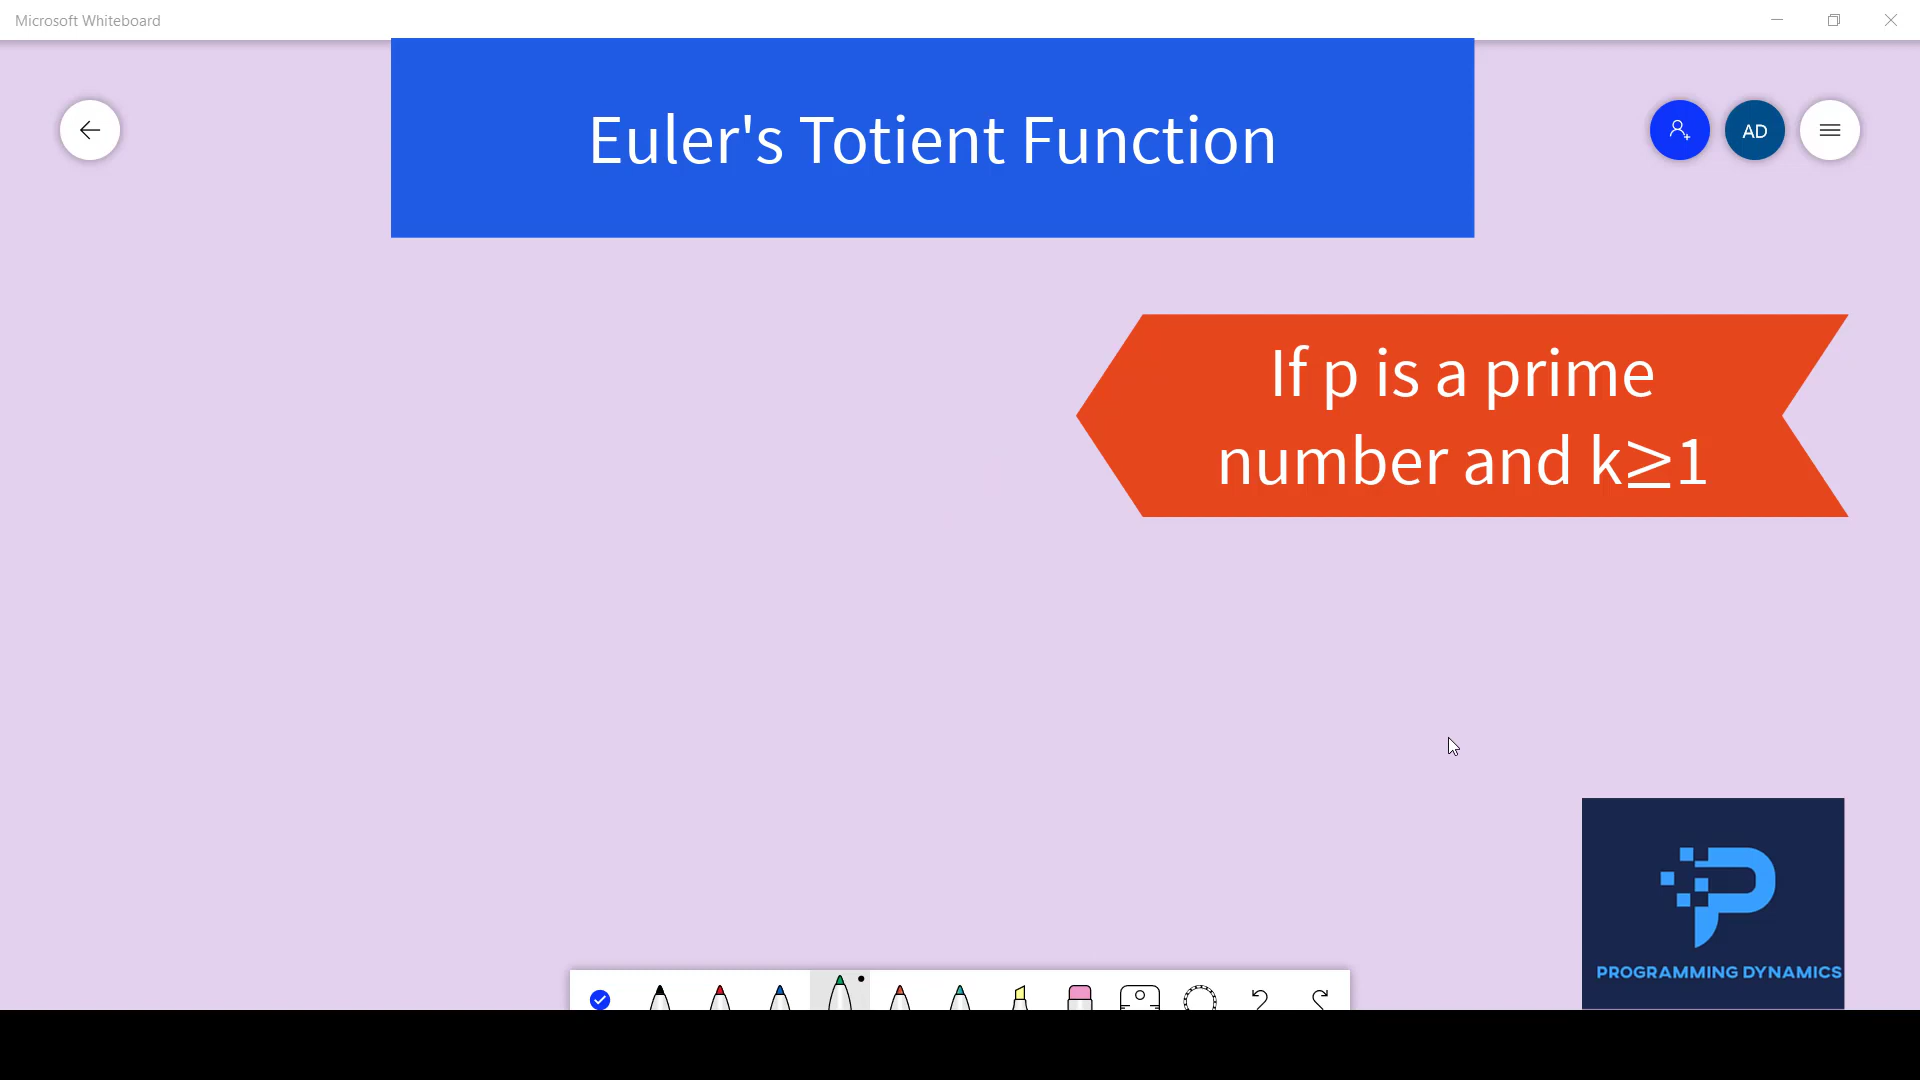 Microsoft Whiteboard
Euler's Totient Function
AD
If p is a prime
number and k≥1
PROGRAMMING DYNAMICS